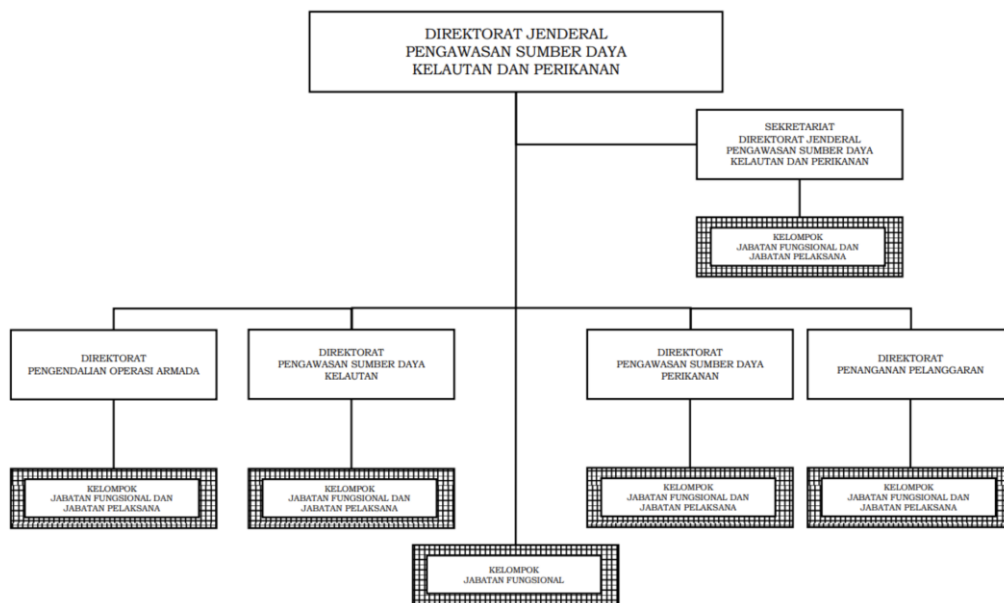 DIREKTORAT JENDERAL
PENGAWASAN SUMBER DAYA
KELAUTAN DAN PERIKANAN
SEKRETARIAT
DIREKTORAT JENDERAL
PENGAWASAN SUMBER DAYA
KELAUTAN DAN PERIKANAN
KELOMPOK
JABATAN FUNGSIONAL DAN
JABATAN PELAKSANA
DIREKTORAT
PENGENDALIAN OPERASI ARMADA
DIREKTORAT
PENGAWASAN SUMBER DAYA
KELAUTAN
DIREKTORAT
PENGAWASAN SUMBER DAYA
PERIKANAN
DIREKTORAT
PENANGANAN PELANGGARAN
KELOMPOK
JABATAN FUNGSIONAL DAN
JABATAN PELAKSANA
KELOMPOK
JABATAN FUNGSIONAL DAN
JABATAN PELAKSANA
KELOMPOK
JABATAN FUNGSIONAL DAN
JABATAN PELAKSANA
KELOMPOK
JABATAN FUNGSIONAL DAN
JABATAN PELAKSANA
KELOMPOK
JABATAN FUNGSIONAL